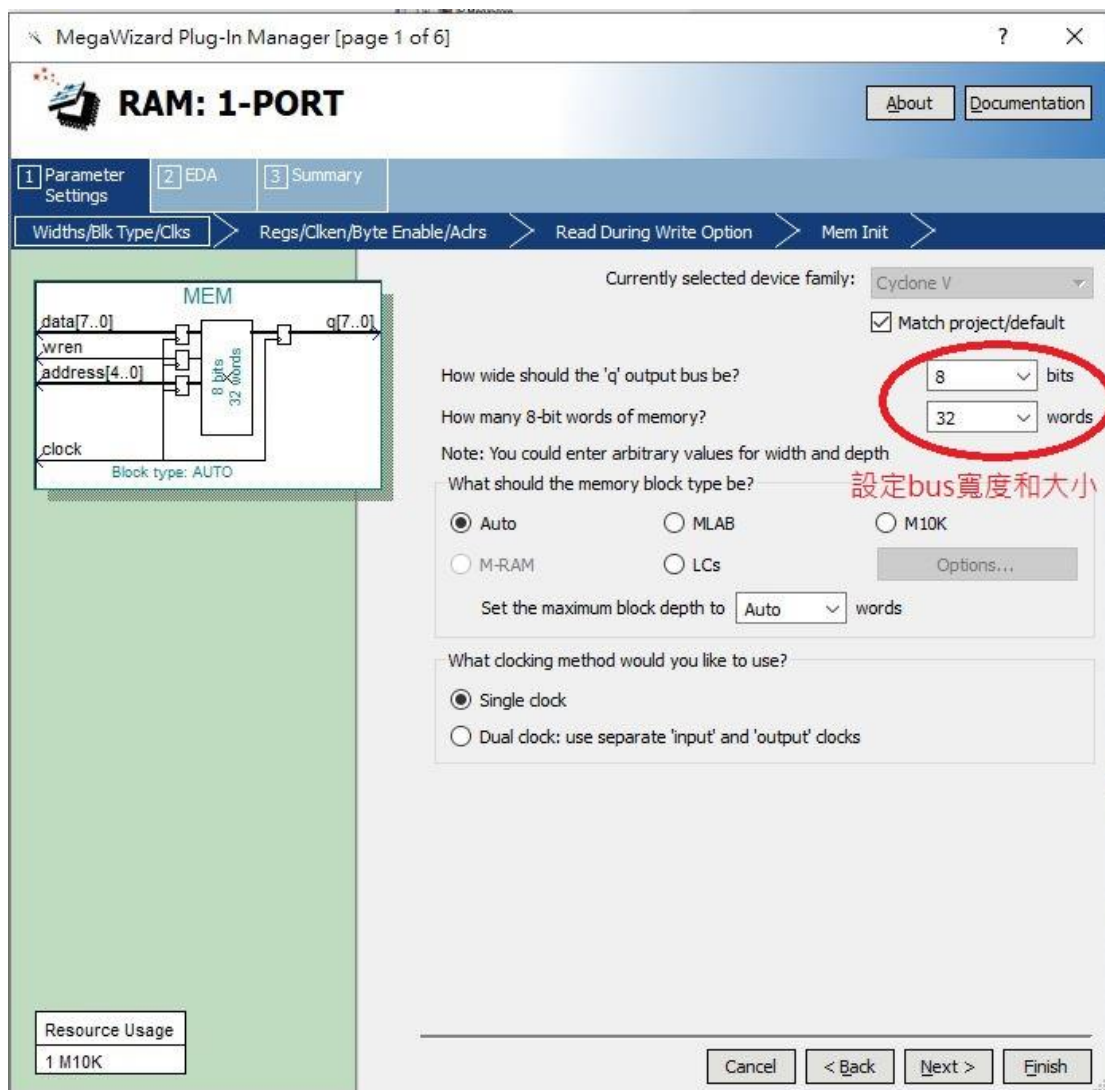 MegaWizard Plug-In Manager [page 1 of 6]
? X
RAM: 1-PORT
About
Documentation
1 Parameter Settings
2 EDA
3 Summary
Widths/Blk Type/Clks
Regs/Clken/Byte Enable/Aclrs
Read During Write Option
Mem Init
MEM
data[7..0]
q[7..0]
wren
address[4..0]
8 bits
32 words
clock
Block type: AUTO
Currently selected device family:
Cyclone V
Match project/default
How wide should the 'q' output bus be?
8 bits
How many 8-bit words of memory?
32 words
Note: You could enter arbitrary values for width and depth
設定bus寬度和大小
What should the memory block type be?
Auto
MLAB
M10K
M-RAM
LCs
Options...
Set the maximum block depth to Auto words
What clocking method would you like to use?
Single clock
Dual clock: use separate 'input' and 'output' clocks
Resource Usage
1 M10K
Cancel
< Back
Next >
Finish